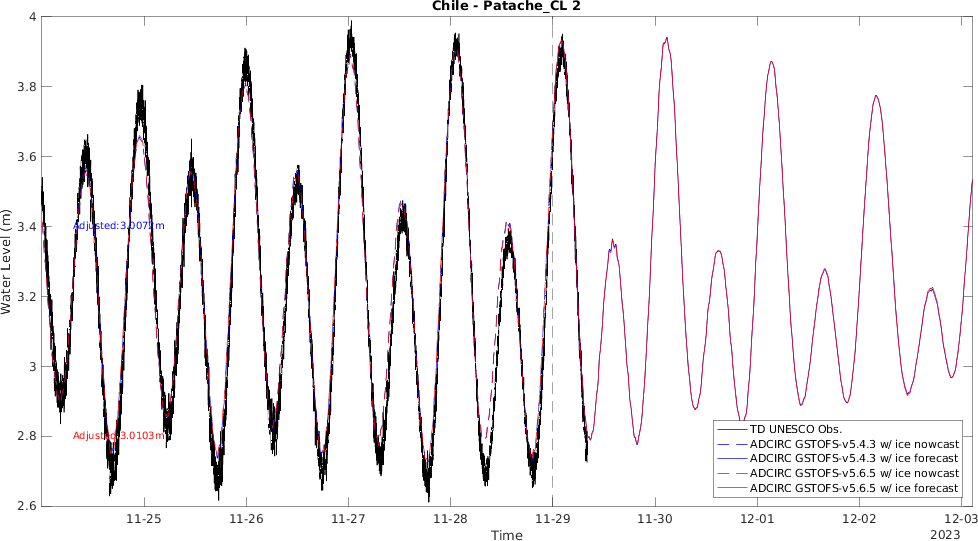 Chile - Patache_CL 2
4
3.8
3.6
3.4
3.2
3
2.8
2.6
Water Level (m)
Adjusted:3.0072m
Adjusted:3.0103m
TD UNESCO Obs.
ADCIRC GSTOFS-v5.4.3 w/ ice nowcast
ADCIRC GSTOFS-v5.4.3 w/ ice forecast
ADCIRC GSTOFS-v5.6.5 w/ ice nowcast
ADCIRC GSTOFS-v5.6.5 w/ ice forecast
11-25 11-26 11-27 11-28 11-29 11-30 12-01 12-02 12-03
Time
2023